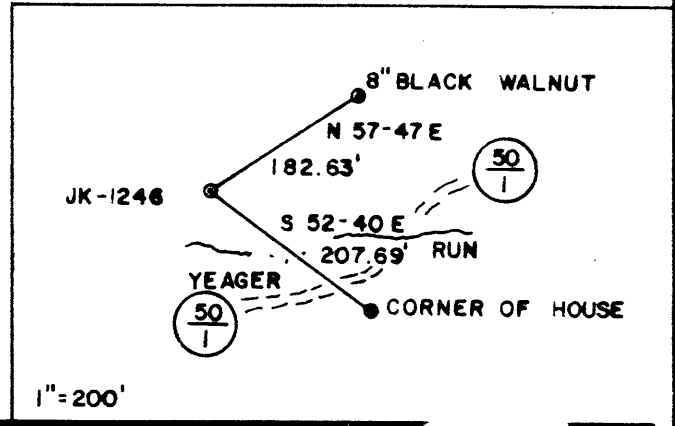 8" BLACK WALNUT
N 57-47 E
182.63'
50
1
JK-1246
S 52-40 E
207.69'
RUN
YEAGER
50
1
CORNER OF HOUSE
1"=200'